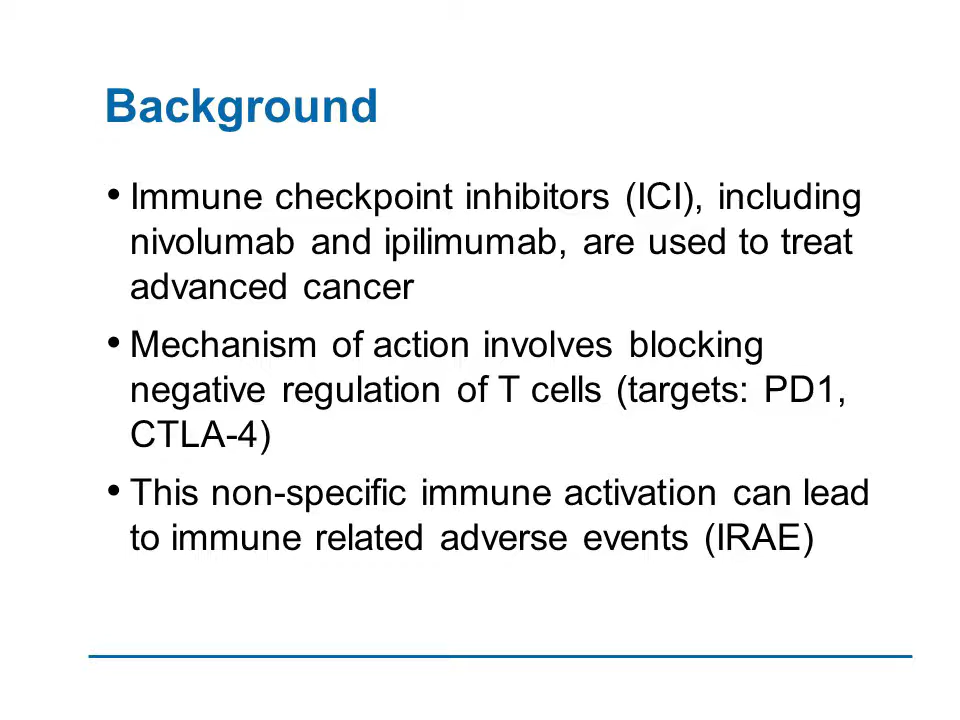 Background
• Immune checkpoint inhibitors (ICI), including
nivolumab and ipilimumab, are used to treat
advanced cancer
• Mechanism of action involves blocking
negative regulation of T cells (targets: PD1,
CTLA-4)
• This non-specific immune activation can lead
to immune related adverse events (IRAE)